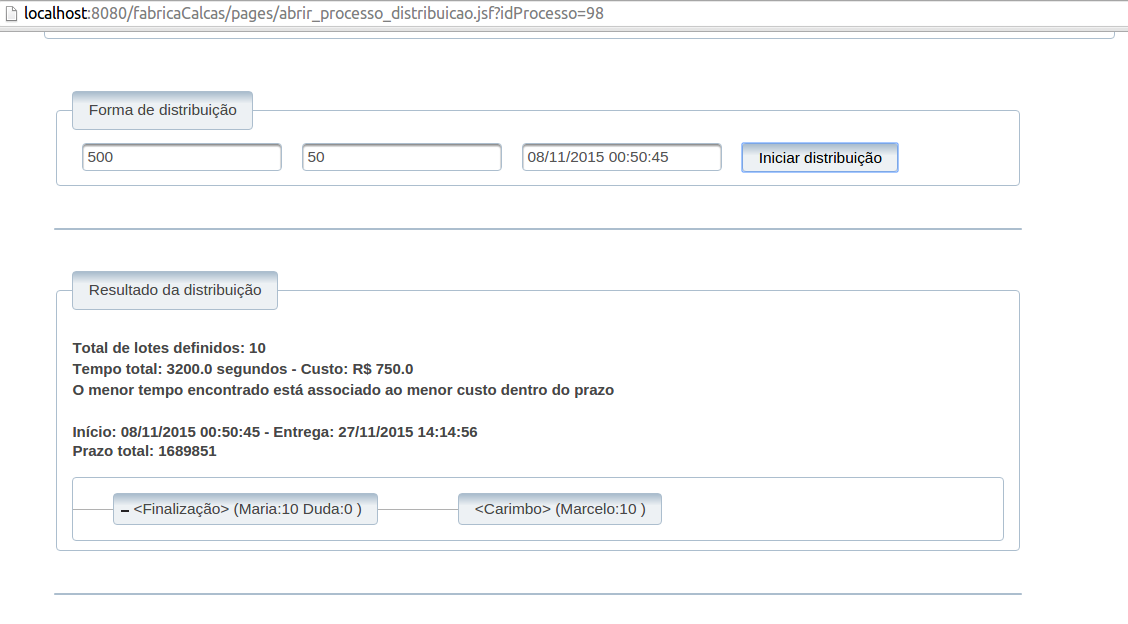 localhost:8080/fabricaCalcas/pages/abrir_processo_distribuicao.jsf?idProcesso=98
Forma de distribuição
500 50 08/11/2015 00:50:45 Iniciar distribuição
Resultado da distribuição
Total de lotes definidos: 10
Tempo total: 3200.0 segundos - Custo: R$ 750.0
O menor tempo encontrado está associado ao menor custo dentro do prazo
Início: 08/11/2015 00:50:45 - Entrega: 27/11/2015 14:14:56
Prazo total: 1689851
<Finalização> (Maria:10 Duda:0 ) <Carimbo> (Marcelo:10 )